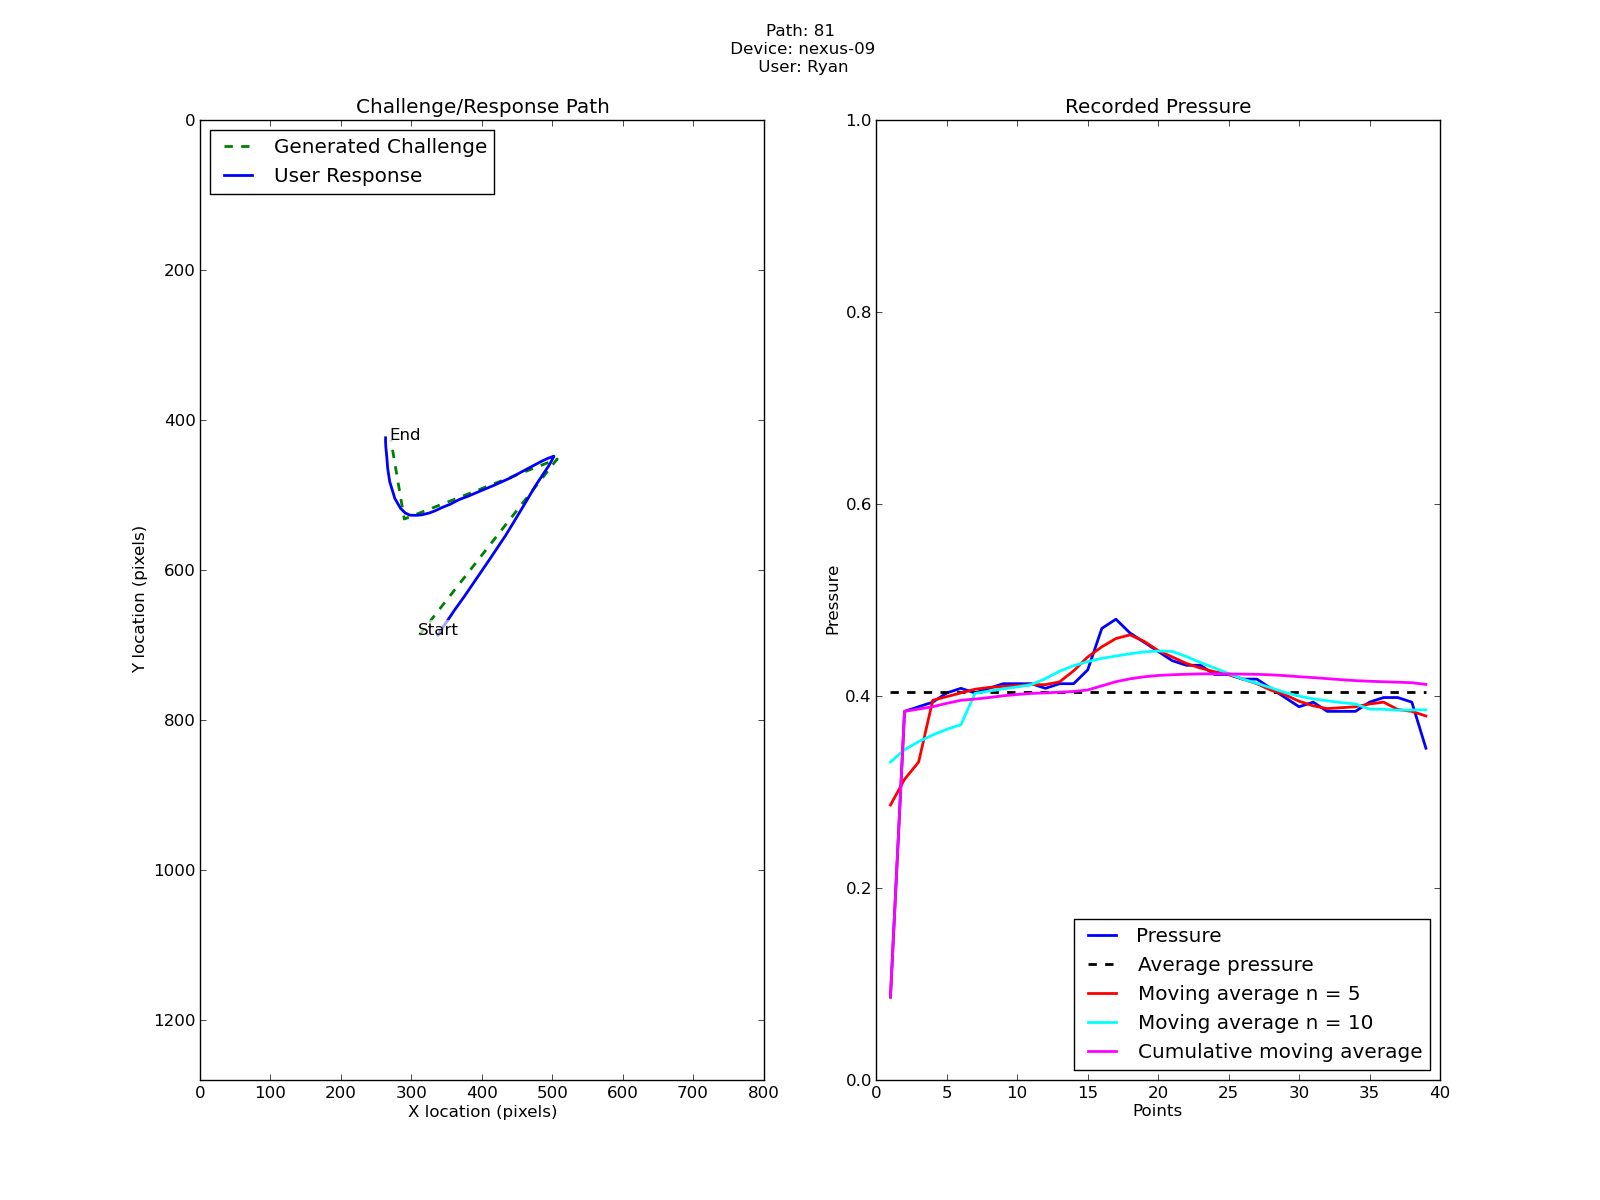 Path: 81
Device: nexus-09
User: Ryan
Challenge/Response Path
Generated Challenge
User Response
0
200
400
600
800
1000
1200
Y location (pixels)
End
Start
0 100 200 300 400 500 600 700 800
X location (pixels)
Recorded Pressure
1.0
0.8
0.6
0.4
0.2
0.0
Pressure
Pressure
Average pressure
Moving average n = 5
Moving average n = 10
Cumulative moving average
0 5 10 15 20 25 30 35 40
Points